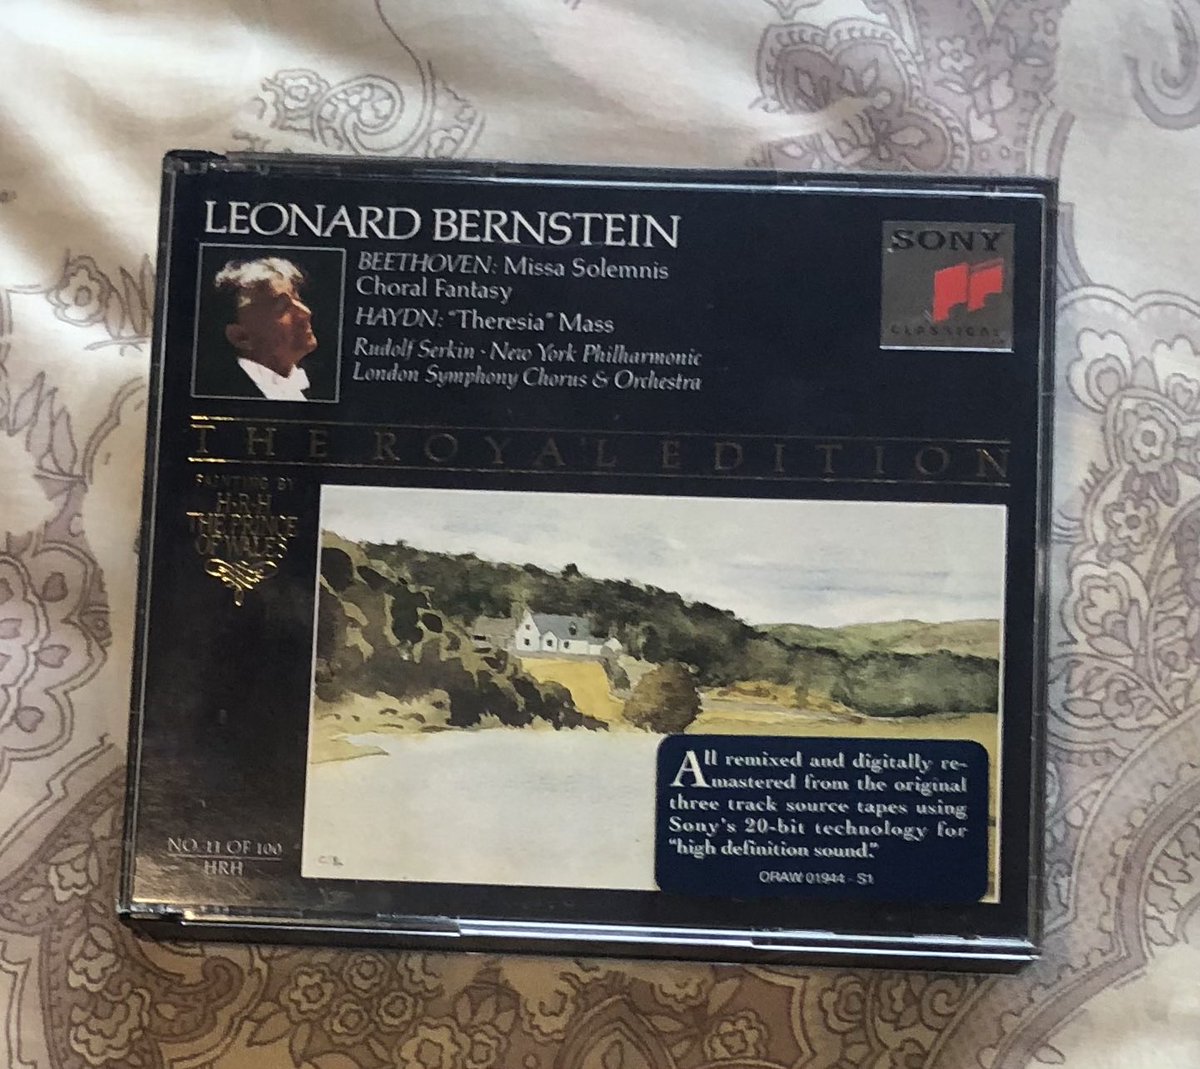 LEONARD BERNSTEIN
BEETHOVEN: Missa Solemnis
Choral Fantasy
HAYDN: "Theresia" Mass
Rudolf Serkin · New York Philharmonic
London Symphony Chorus & Orchestra
SONY
CLASSICAL
THE ROYAL EDITION
PAINTING BY
H·R·H
THE PRINCE
OF WALES
All remixed and digitally re-
mastered from the original
three track source tapes using
Sony's 20-bit technology for
"high definition sound."
ORAW 01944 - S1
NO. 11 OF 100
HRH